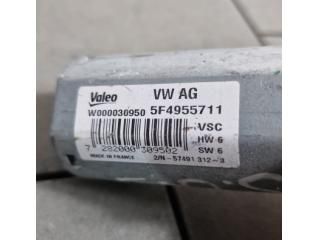 Valeo VW AG
W000030950 5F4955711
VSC
HW 6
7 282000 309502 SW 6
MADE IN FRANCE 2/N -57491 312-3